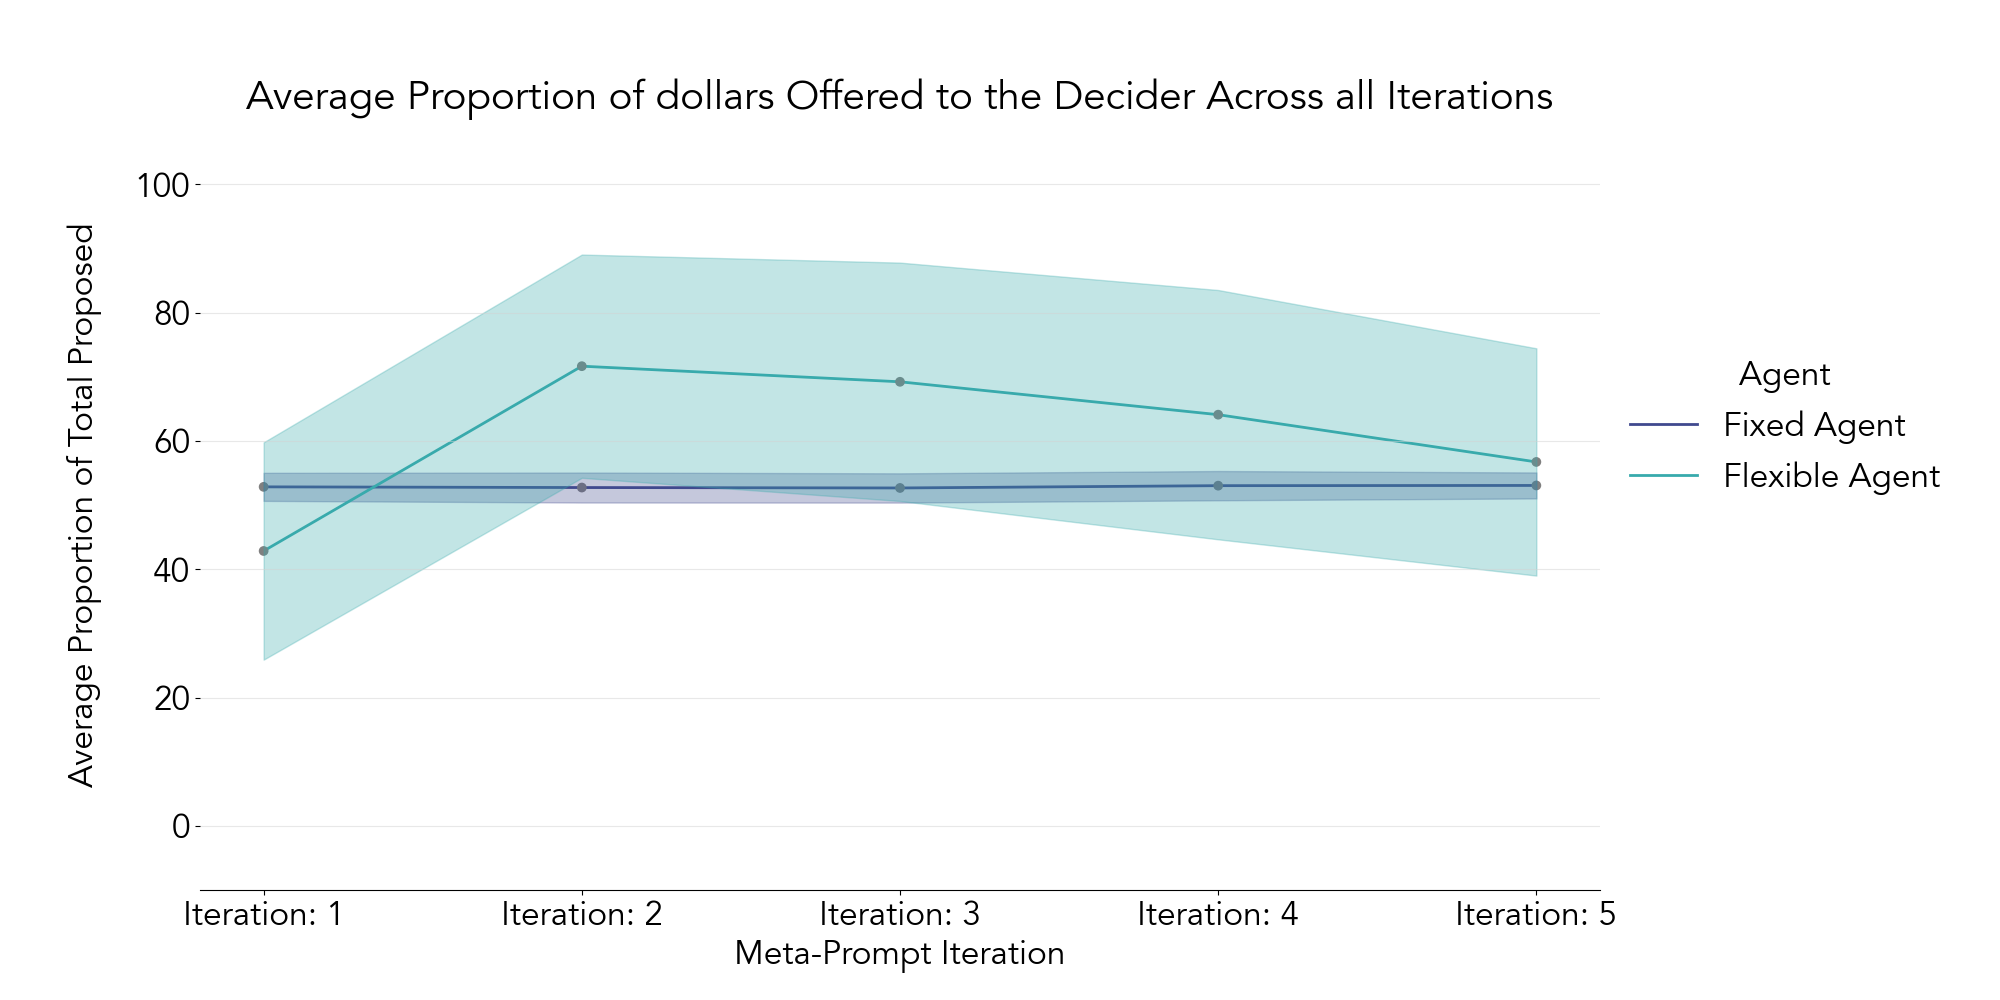 Average Proportion of dollars Offered to the Decider Across all Iterations
Average Proportion of Total Proposed
100
80
60
40
20
0
Iteration: 1
Iteration: 2
Iteration: 3
Iteration: 4
Iteration: 5
Meta-Prompt Iteration
Agent
Fixed Agent
Flexible Agent